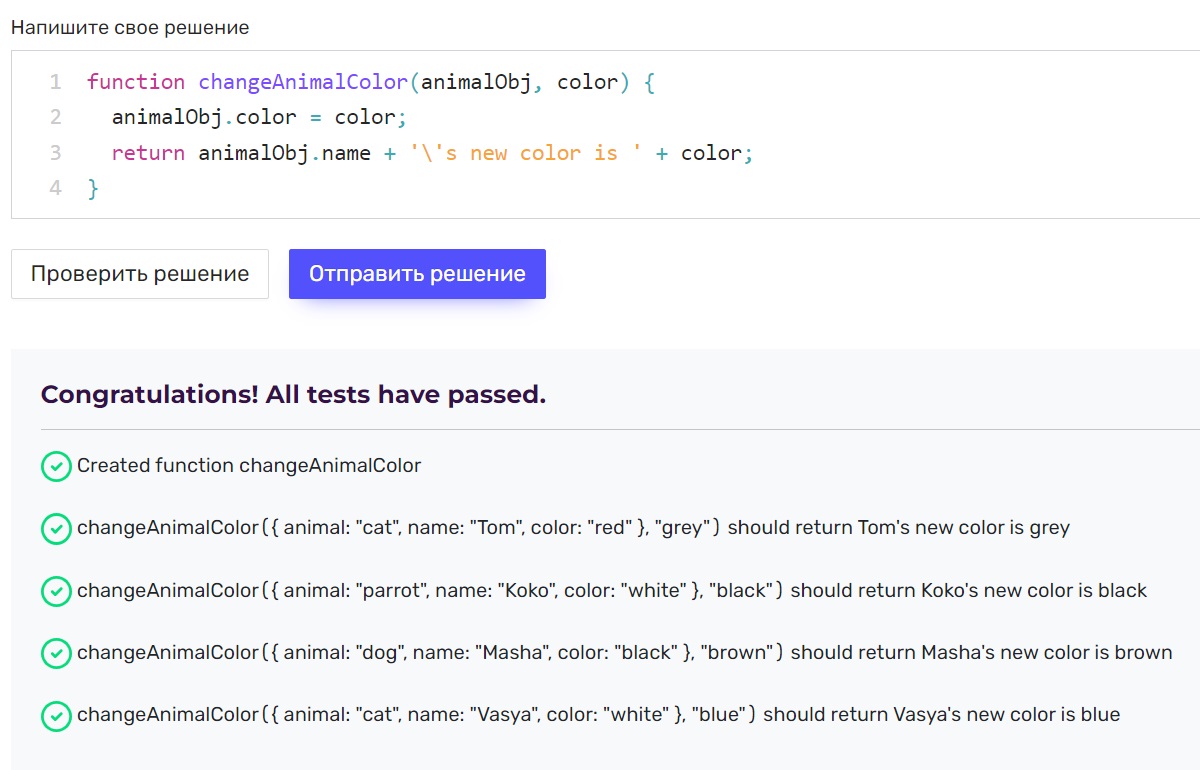 Напишите свое решение
1 function changeAnimalColor(animalObj, color) {
2   animalObj.color = color;
3   return animalObj.name + '\'s new color is ' + color;
4 }
Проверить решение Отправить решение
Congratulations! All tests have passed.
Created function changeAnimalColor
changeAnimalColor({ animal: "cat", name: "Tom", color: "red" }, "grey") should return Tom's new color is grey
changeAnimalColor({ animal: "parrot", name: "Koko", color: "white" }, "black") should return Koko's new color is black
changeAnimalColor({ animal: "dog", name: "Masha", color: "black" }, "brown") should return Masha's new color is brown
changeAnimalColor({ animal: "cat", name: "Vasya", color: "white" }, "blue") should return Vasya's new color is blue